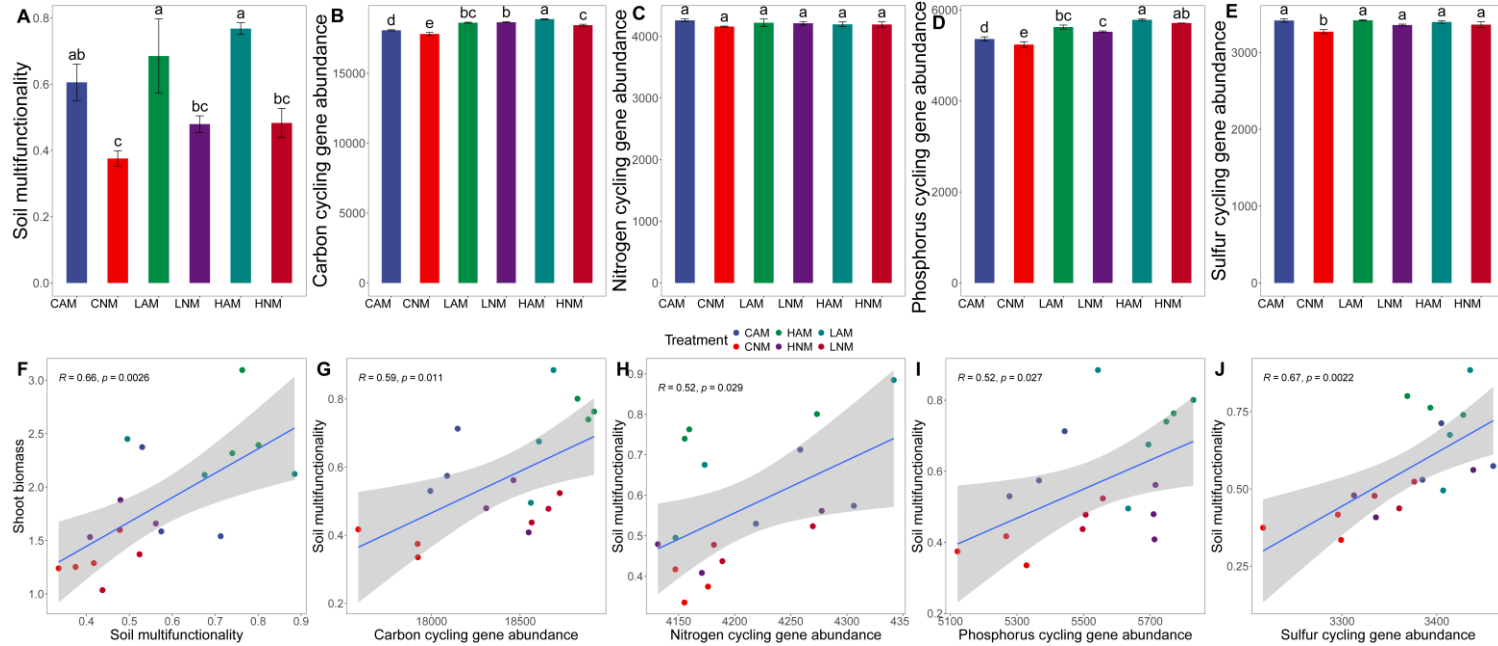 A
Soil multifunctionality
0.8
0.6
0.4
0.2
0.0
ab
c
a
bc
a
bc
CAM CNM LAM LNM HAM HNM
B
Carbon cycling gene abundance
15000
10000
5000
0
d
e
bc
b
a
c
CAM CNM LAM LNM HAM HNM
C
Nitrogen cycling gene abundance
4000
3000
2000
1000
0
a
a
a
a
a
a
CAM CNM LAM LNM HAM HNM
D
Phosphorus cycling gene abundance
6000
4000
2000
0
d
e
bc
c
a
ab
CAM CNM LAM LNM HAM HNM
E
Sulfur cycling gene abundance
3000
2000
1000
0
a
b
a
a
a
a
CAM CNM LAM LNM HAM HNM
Treatment
CAM HAM LAM
CNM HNM LNM
F
R = 0.66, p = 0.0026
Shoot biomass
3.0
2.5
2.0
1.5
1.0
0.4 0.5 0.6 0.7 0.8 0.9
Soil multifunctionality
G
R = 0.59, p = 0.011
Soil multifunctionality
0.8
0.6
0.4
0.2
18000 18500
Carbon cycling gene abundance
H
R = 0.52, p = 0.029
Soil multifunctionality
0.9
0.8
0.7
0.6
0.5
0.4
4150 4200 4250 4300 435
Nitrogen cycling gene abundance
I
R = 0.52, p = 0.027
Soil multifunctionality
0.8
0.6
0.4
0.2
5100 5300 5500 5700
Phosphorus cycling gene abundance
J
R = 0.67, p = 0.0022
Soil multifunctionality
0.75
0.50
0.25
3300 3400
Sulfur cycling gene abundance